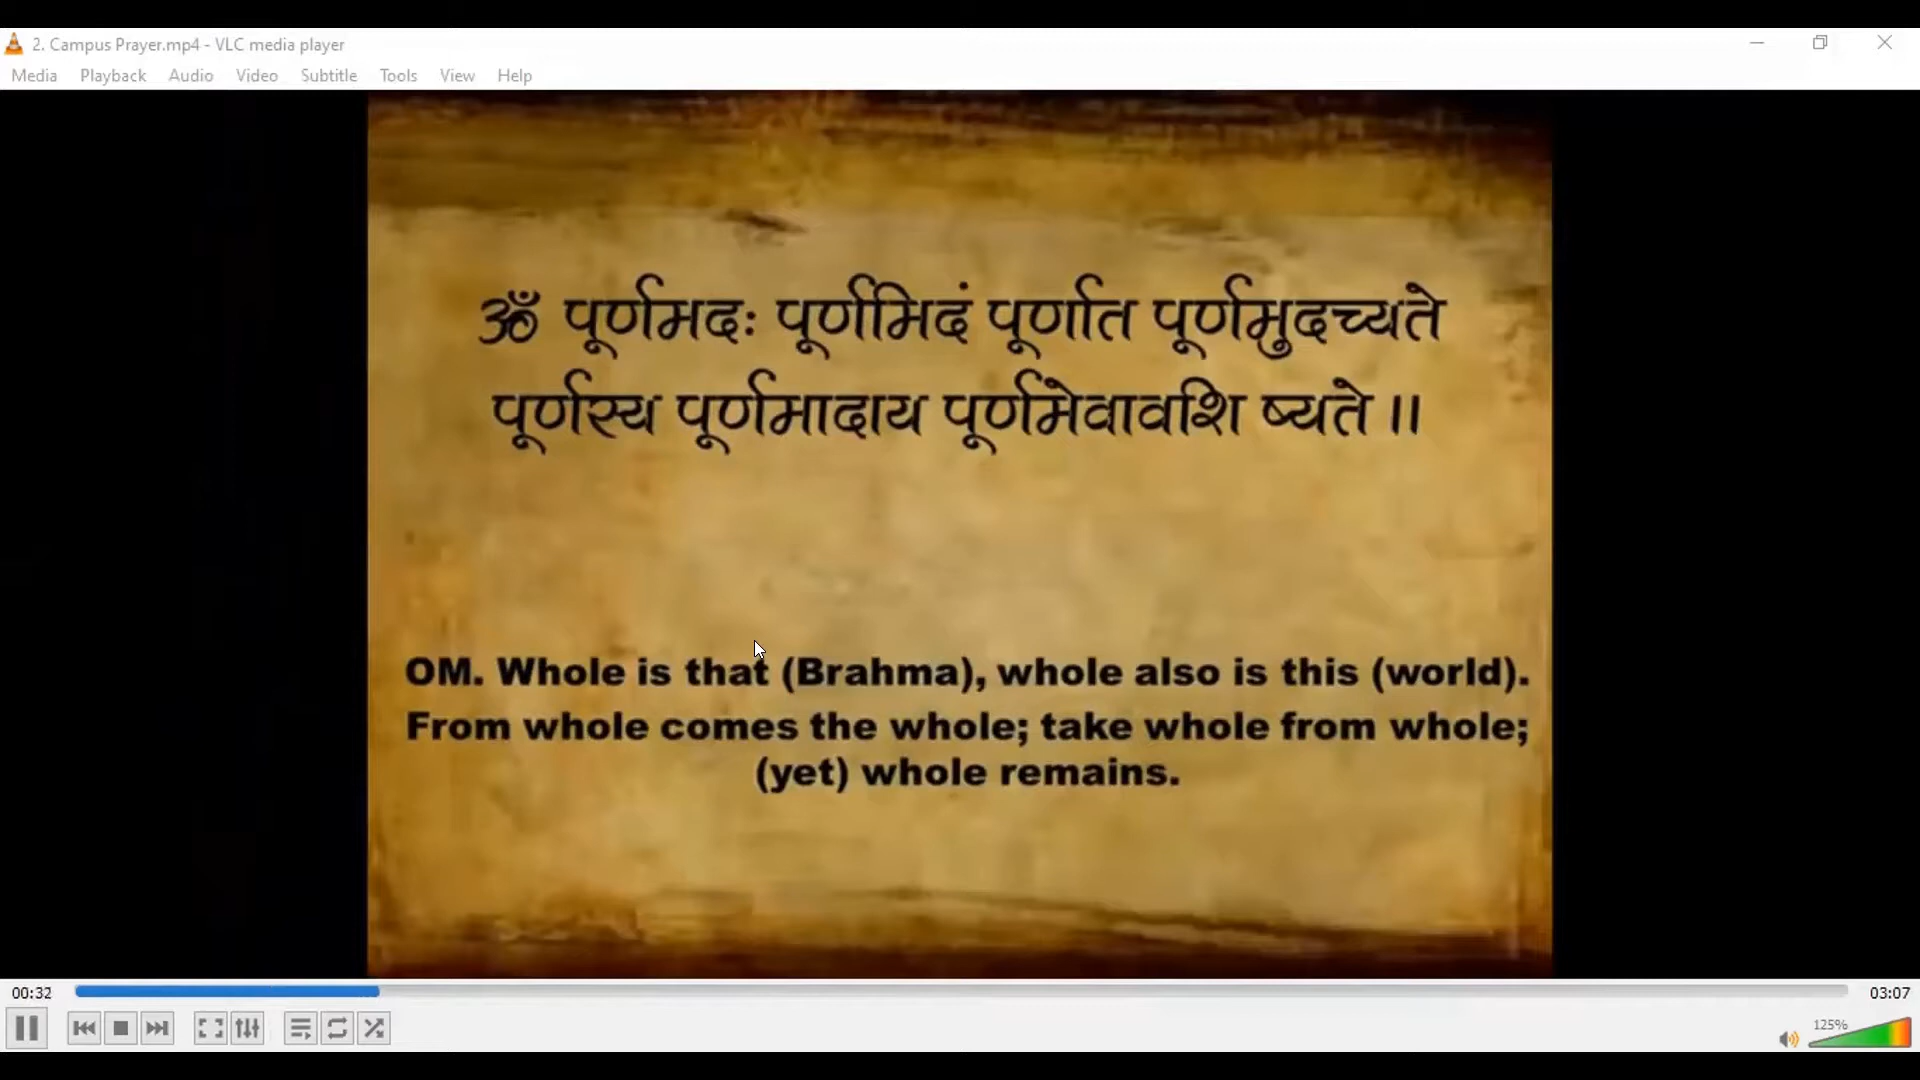 2. Campus Prayer.mp4 - VLC media player
Media Playback Audio Video Subtitle Tools View Help
ॐ पूर्णमदः पूर्णमिदं पूर्णात पूर्णमुदच्यते
पूर्णस्य पूर्णमादाय पूर्णमेवावशि ष्यते ॥
OM. Whole is that (Brahma), whole also is this (world).
From whole comes the whole; take whole from whole;
(yet) whole remains.
00:32 03:07
125%